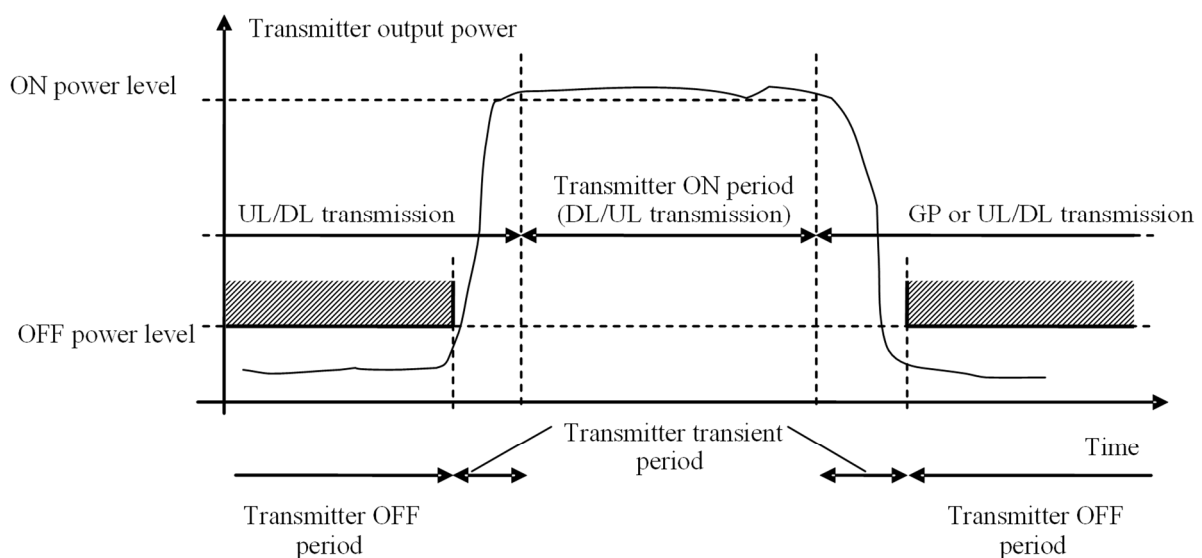 Transmitter output power
ON power level
Transmitter ON period
(DL/UL transmission)
UL/DL transmission
GP or UL/DL transmission
OFF power level
Transmitter transient
period
Time
Transmitter OFF
period
Transmitter OFF
period